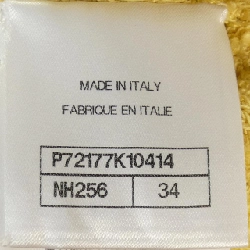 MADE IN ITALY
FABRIQUE EN ITALIE
P72177K10414
NH256 34